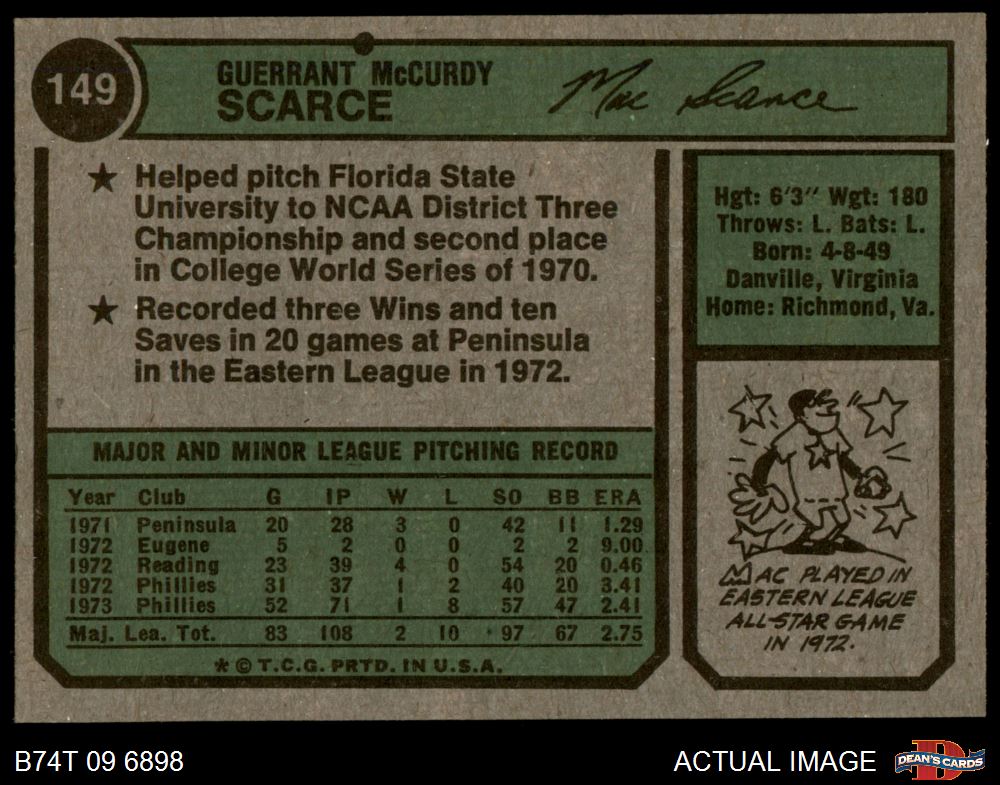 149
GUERRANT McCURDY
SCARCE
Mac Scarce
★ Helped pitch Florida State
University to NCAA District Three
Championship and second place
in College World Series of 1970.
★ Recorded three Wins and ten
Saves in 20 games at Peninsula
in the Eastern League in 1972.
Hgt: 6'3" Wgt: 180
Throws: L. Bats: L.
Born: 4-8-49
Danville, Virginia
Home: Richmond, Va.
MAJOR AND MINOR LEAGUE PITCHING RECORD
Year Club G IP W L SO BB ERA
1971 Peninsula 20 28 3 0 42 11 1.29
1972 Eugene 5 2 0 0 2 2 9.00
1972 Reading 23 39 4 0 54 20 0.46
1972 Phillies 31 37 1 2 40 20 3.41
1973 Phillies 52 71 1 8 57 47 2.41
Maj. Lea. Tot. 83 108 2 10 97 67 2.75
* © T.C.G. PRTD. IN U.S.A.
MAC PLAYED IN
EASTERN LEAGUE
ALL-STAR GAME
IN 1972.
B74T 09 6898
ACTUAL IMAGE
DEAN'S CARDS